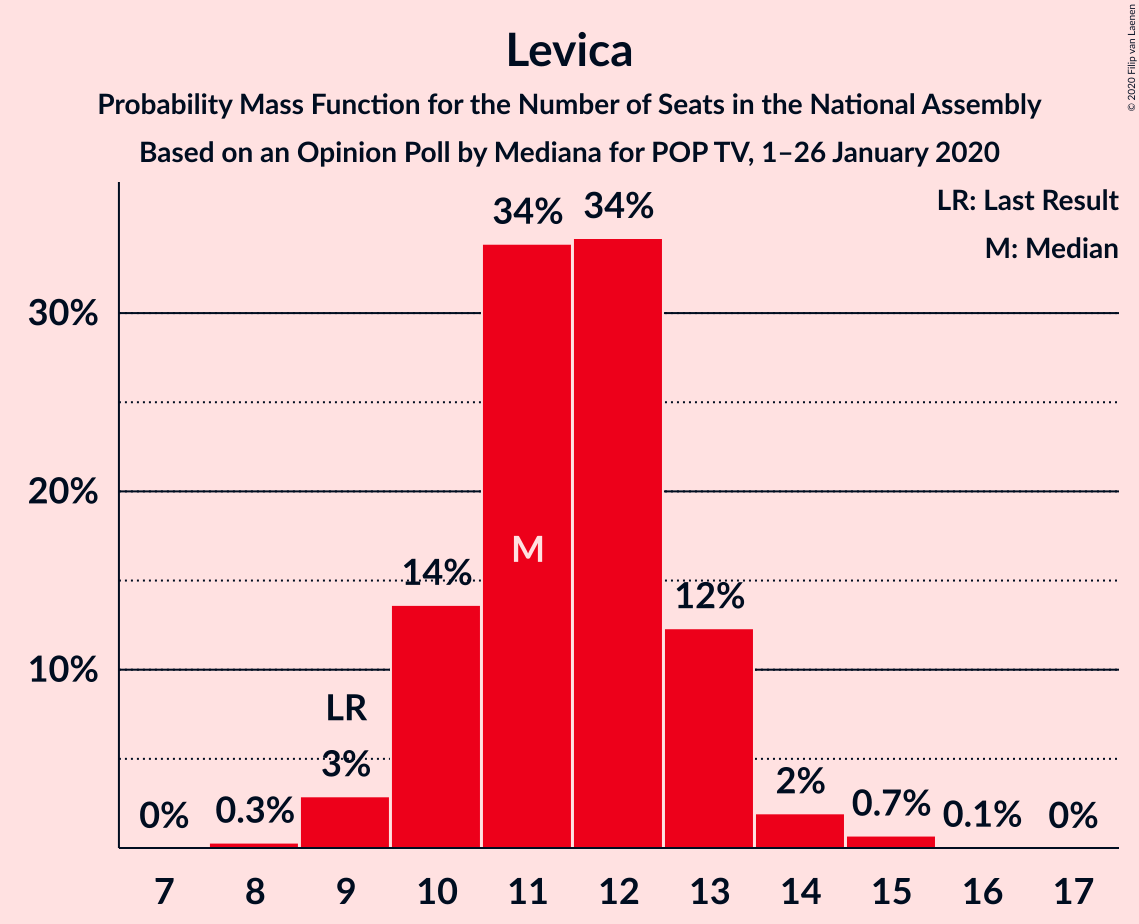 Levica
Probability Mass Function for the Number of Seats in the National Assembly
Based on an Opinion Poll by Mediana for POP TV, 1–26 January 2020
© 2020 Filip van Laenen
LR: Last Result
M: Median
34%
34%
30%
20%
10%
M
14%
12%
LR
3%
2%
0%
0.3%
0.7%
0.1%
0%
7 8 9 10 11 12 13 14 15 16 17